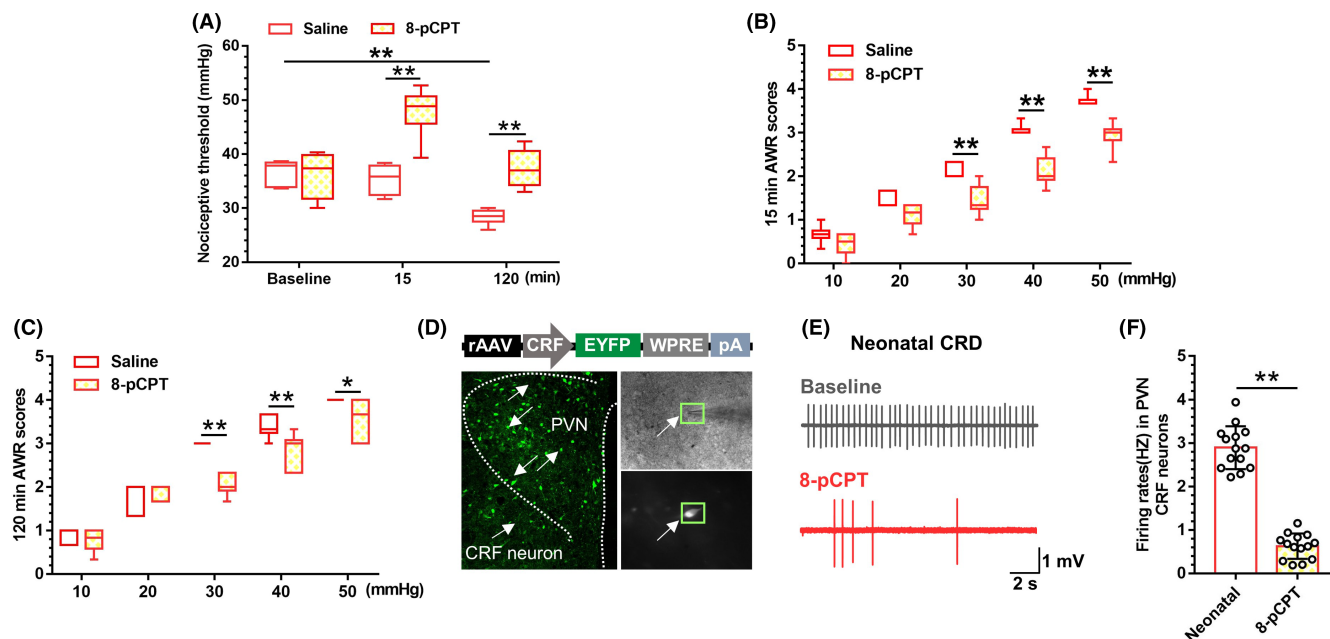 (A)
Saline
8-pCPT
Nociceptive threshold (mmHg)
60
50
40
30
20
**
**
**
Baseline
15
120
(min)
(B)
Saline
8-pCPT
15 min AWR scores
5
4
3
2
1
0
**
**
**
10
20
30
40
50
(mmHg)
(C)
Saline
8-pCPT
120 min AWR scores
5
4
3
2
1
0
**
**
*
10
20
30
40
50
(mmHg)
(D)
rAAV
CRF
EYFP
WPRE
pA
PVN
CRF neuron
(E)
Neonatal CRD
Baseline
8-pCPT
1 mV
2 s
(F)
Firing rates(HZ) in PVN
CRF neurons
5
4
3
2
1
0
**
Neonatal
8-pCPT